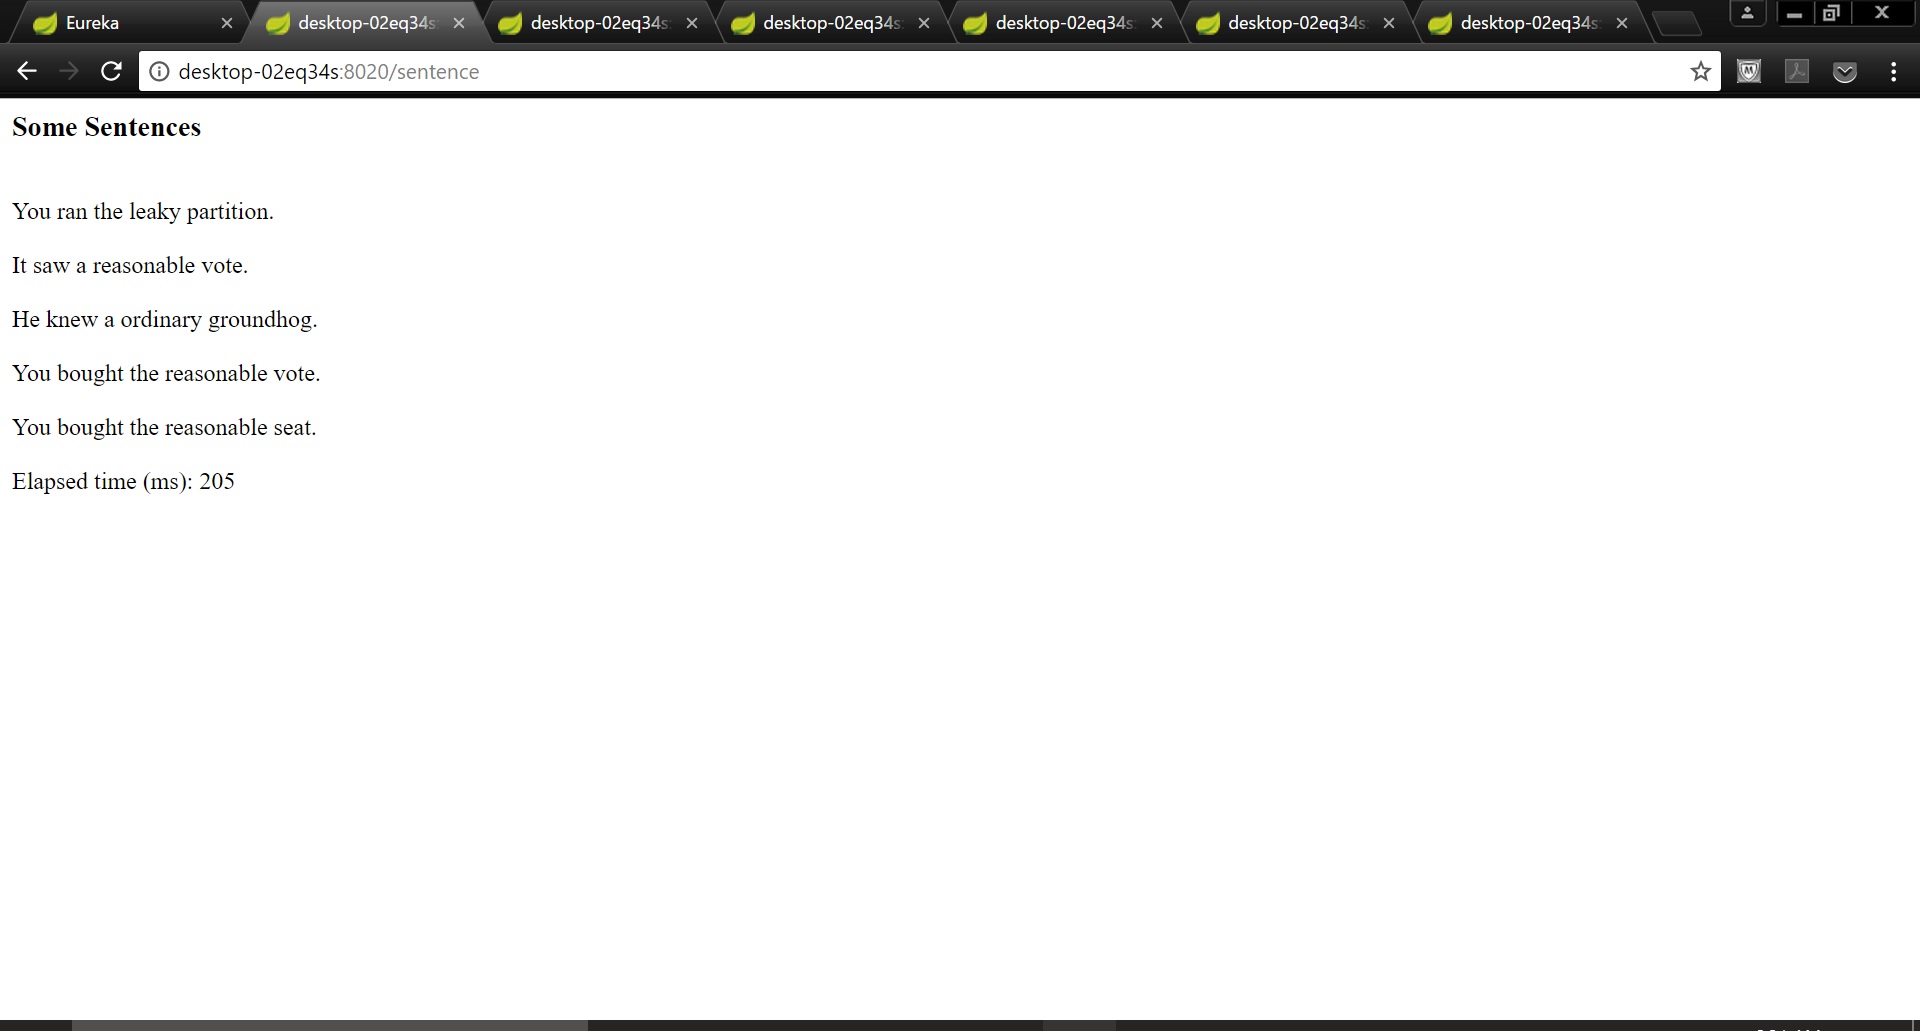 Eureka
desktop-02eq34s:
desktop-02eq34s:
desktop-02eq34s:
desktop-02eq34s:
desktop-02eq34s:
desktop-02eq34s:
desktop-02eq34s:8020/sentence
Some Sentences
You ran the leaky partition.
It saw a reasonable vote.
He knew a ordinary groundhog.
You bought the reasonable vote.
You bought the reasonable seat.
Elapsed time (ms): 205